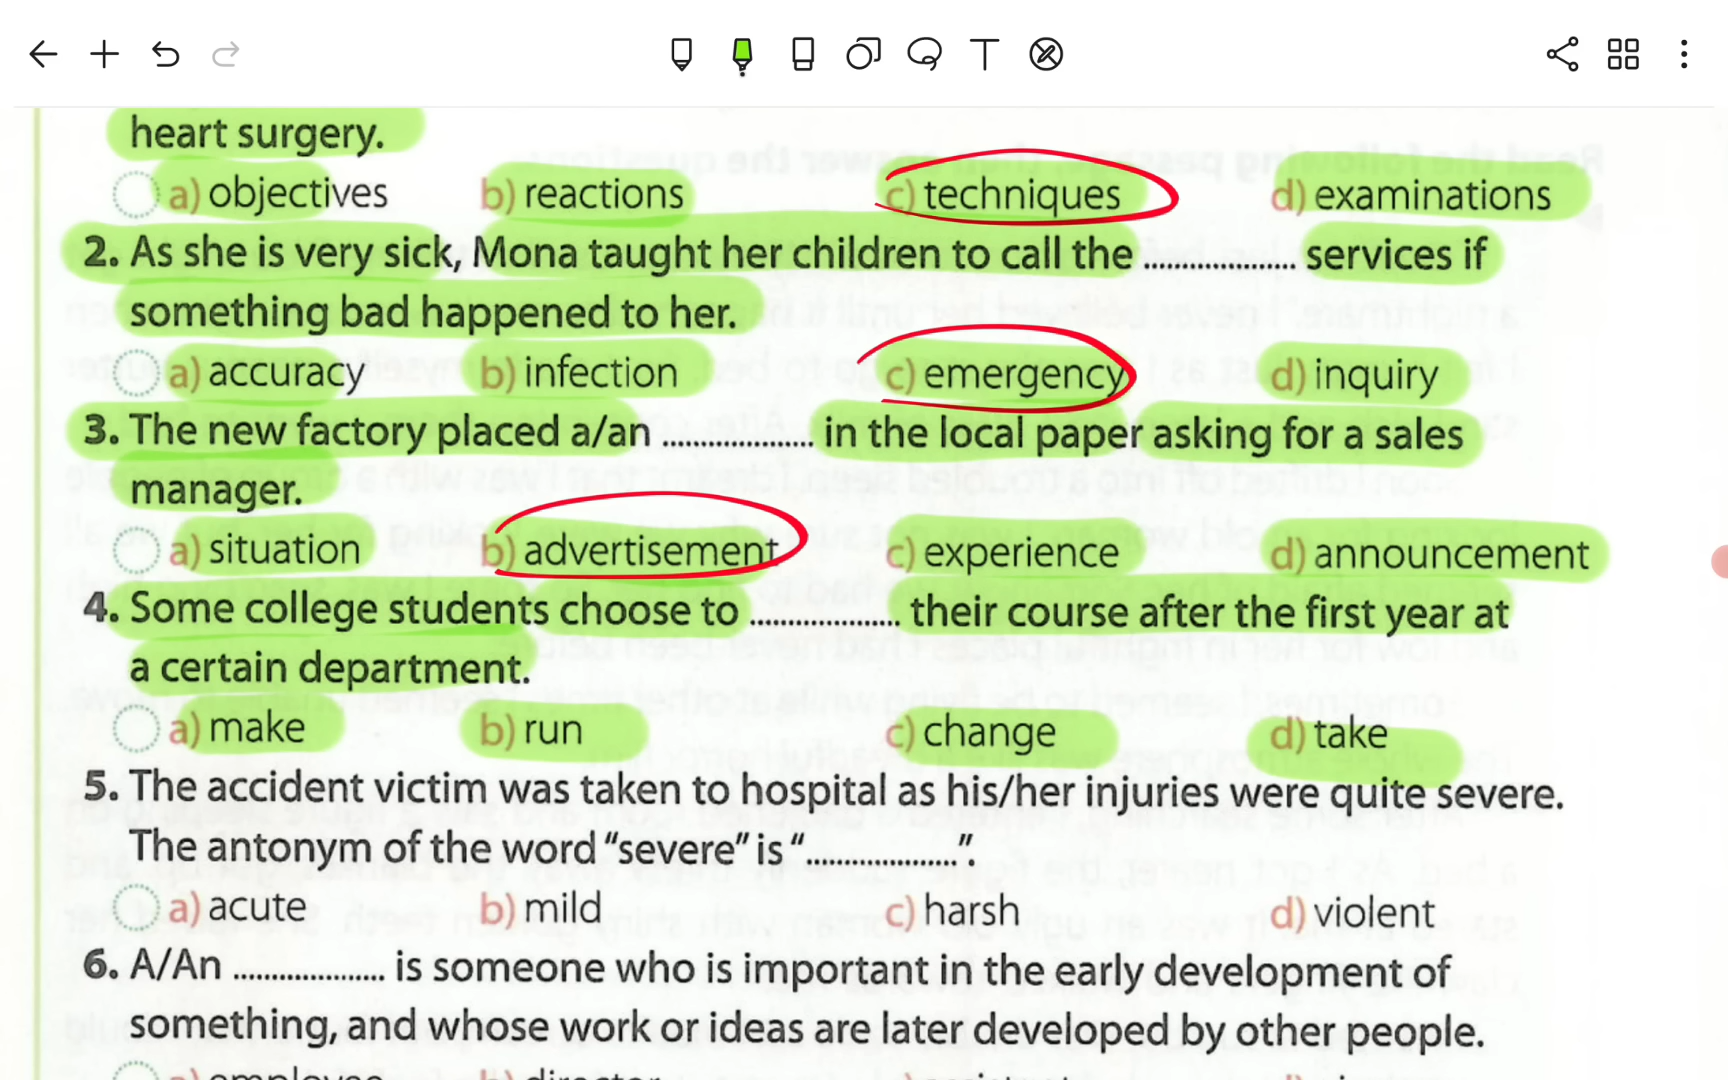 heart surgery.
a) objectives b) reactions c) techniques d) examinations
2. As she is very sick, Mona taught her children to call the .................... services if
something bad happened to her.
a) accuracy b) infection c) emergency d) inquiry
3. The new factory placed a/an .................... in the local paper asking for a sales
manager.
a) situation b) advertisement c) experience d) announcement
4. Some college students choose to .................... their course after the first year at
a certain department.
a) make b) run c) change d) take
5. The accident victim was taken to hospital as his/her injuries were quite severe.
The antonym of the word “severe” is “....................”.
a) acute b) mild c) harsh d) violent
6. A/An .................... is someone who is important in the early development of
something, and whose work or ideas are later developed by other people.
a) employee b) director